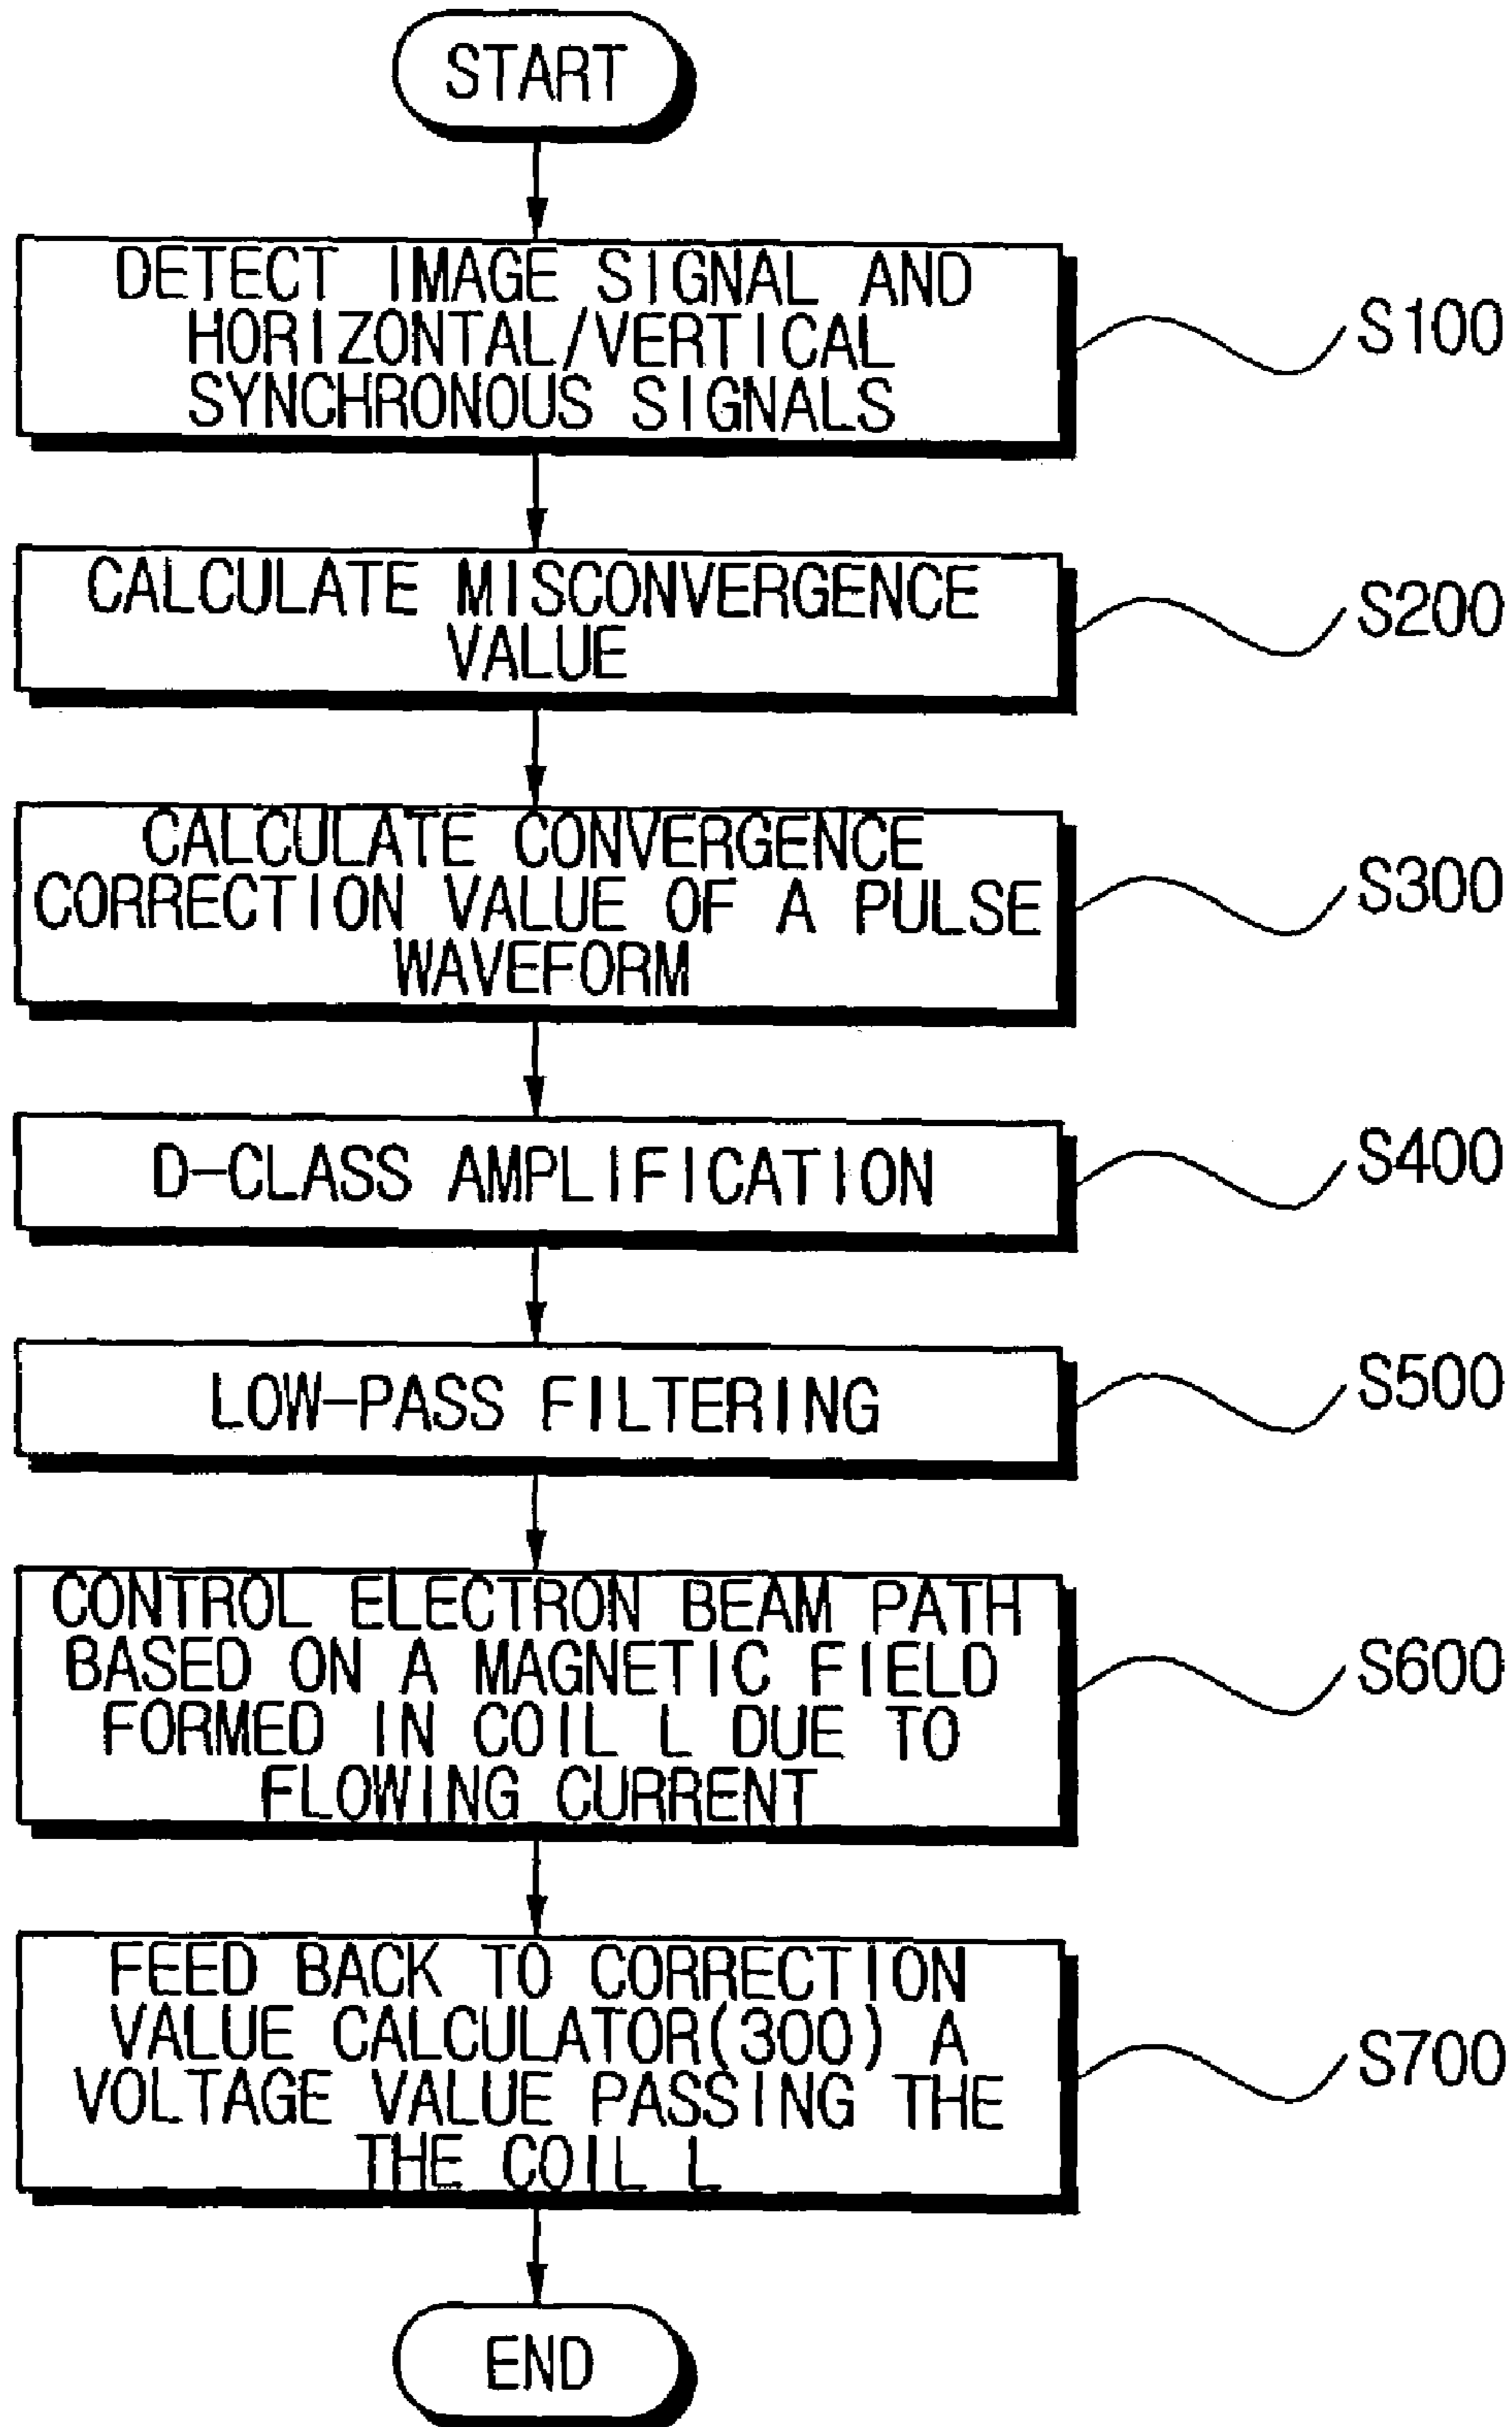 START
DETECT IMAGE SIGNAL AND
HORIZONTAL/VERTICAL
SYNCHRONOUS SIGNALS
S100
CALCULATE MISCONVERGENCE
VALUE
S200
CALCULATE CONVERGENCE
CORRECTION VALUE OF A PULSE
WAVEFORM
S300
D-CLASS AMPLIFICATION
S400
LOW-PASS FILTERING
S500
CONTROL ELECTRON BEAM PATH
BASED ON A MAGNETIC FIELD
FORMED IN COIL L DUE TO
FLOWING CURRENT
S600
FEED BACK TO CORRECTION
VALUE CALCULATOR(300) A
VOLTAGE VALUE PASSING THE
THE COIL L
S700
END